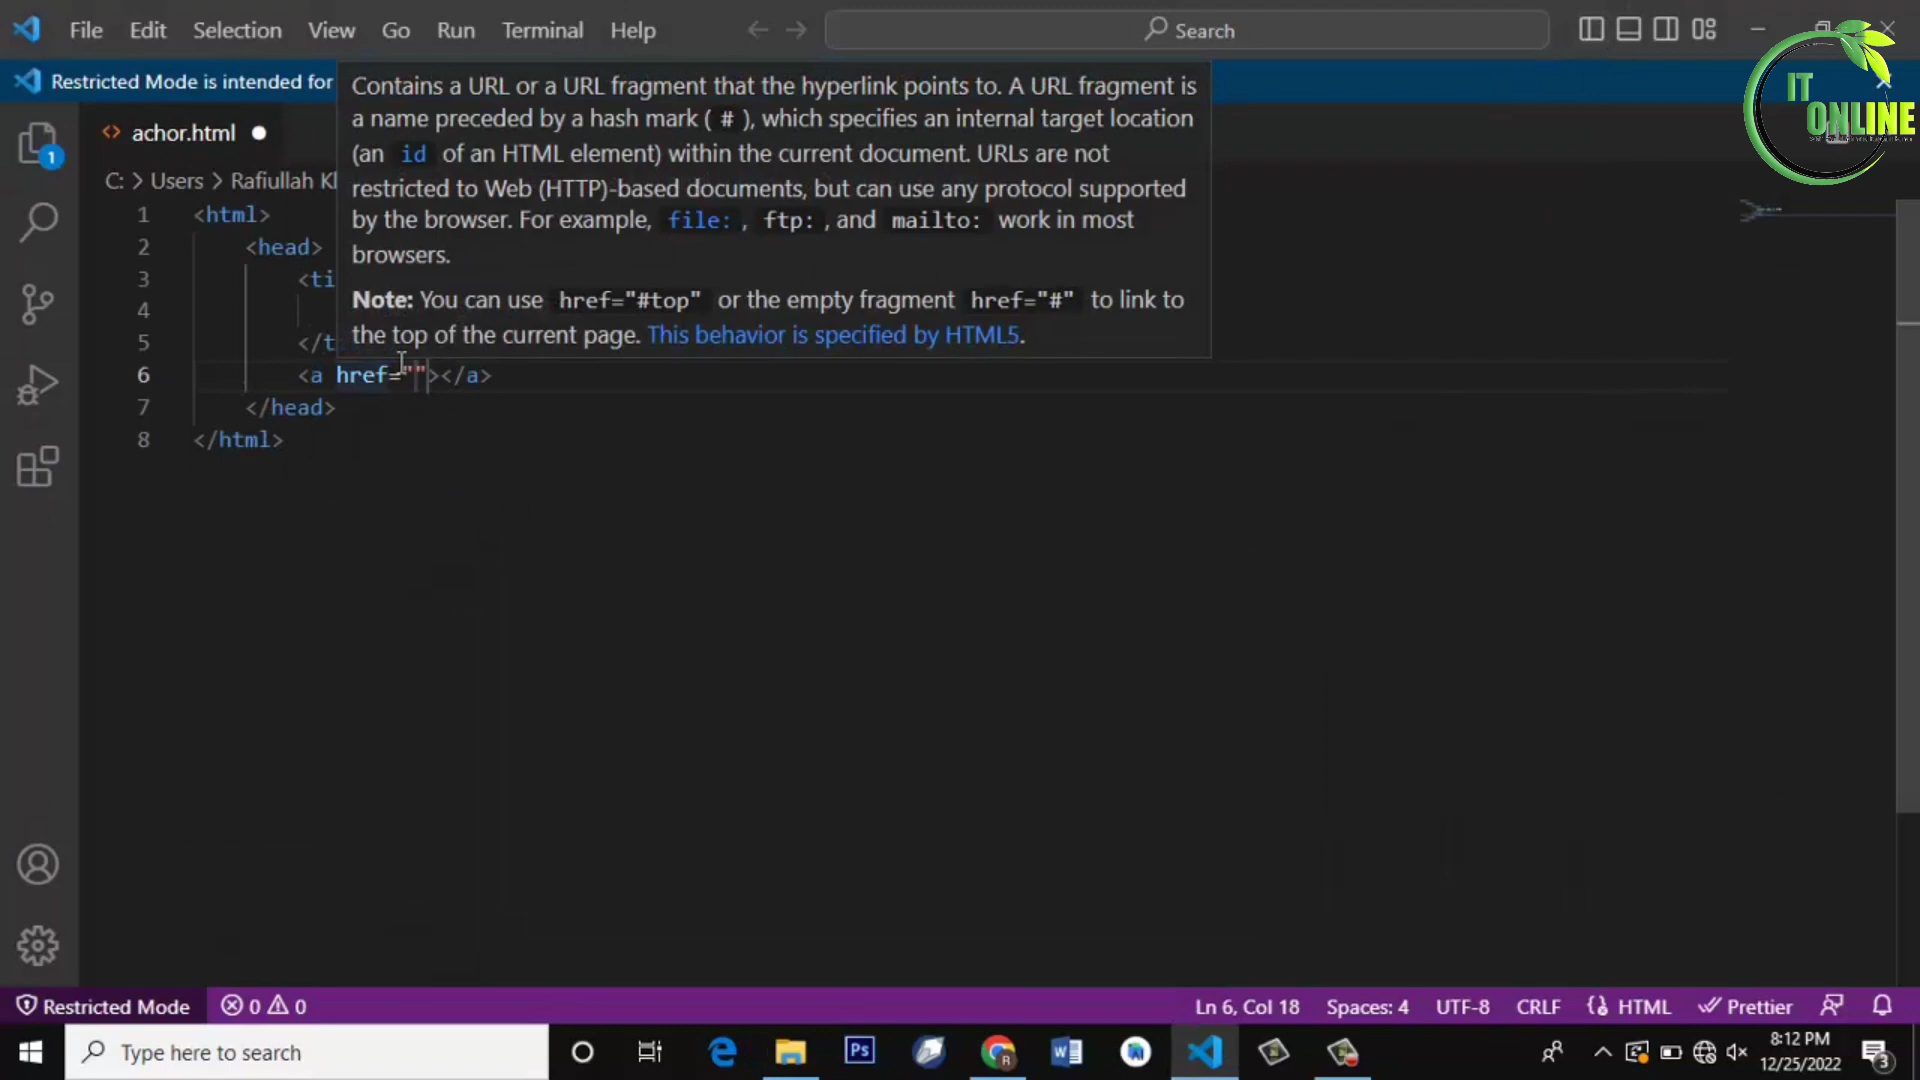 File Edit Selection View Go Run Terminal Help Search
Restricted Mode is intended for
IT
ONLINE
Contains a URL or a URL fragment that the hyperlink points to. A URL fragment is
a name preceded by a hash mark ( # ), which specifies an internal target location
(an id of an HTML element) within the current document. URLs are not
restricted to Web (HTTP)-based documents, but can use any protocol supported
by the browser. For example, file: , ftp: , and mailto: work in most
browsers.
Note: You can use href="#top" or the empty fragment href="#" to link to
the top of the current page. This behavior is specified by HTML5.
1
achor.html
C: > Users > Rafiullah Kl
1 <html>
2 <head>
3 <ti
4
5 </t
6 <a href=""></a>
7 </head>
8 </html>
Restricted Mode 0 0 Ln 6, Col 18 Spaces: 4 UTF-8 CRLF HTML Prettier
Type here to search
Ps
R
8:12 PM
12/25/2022
3